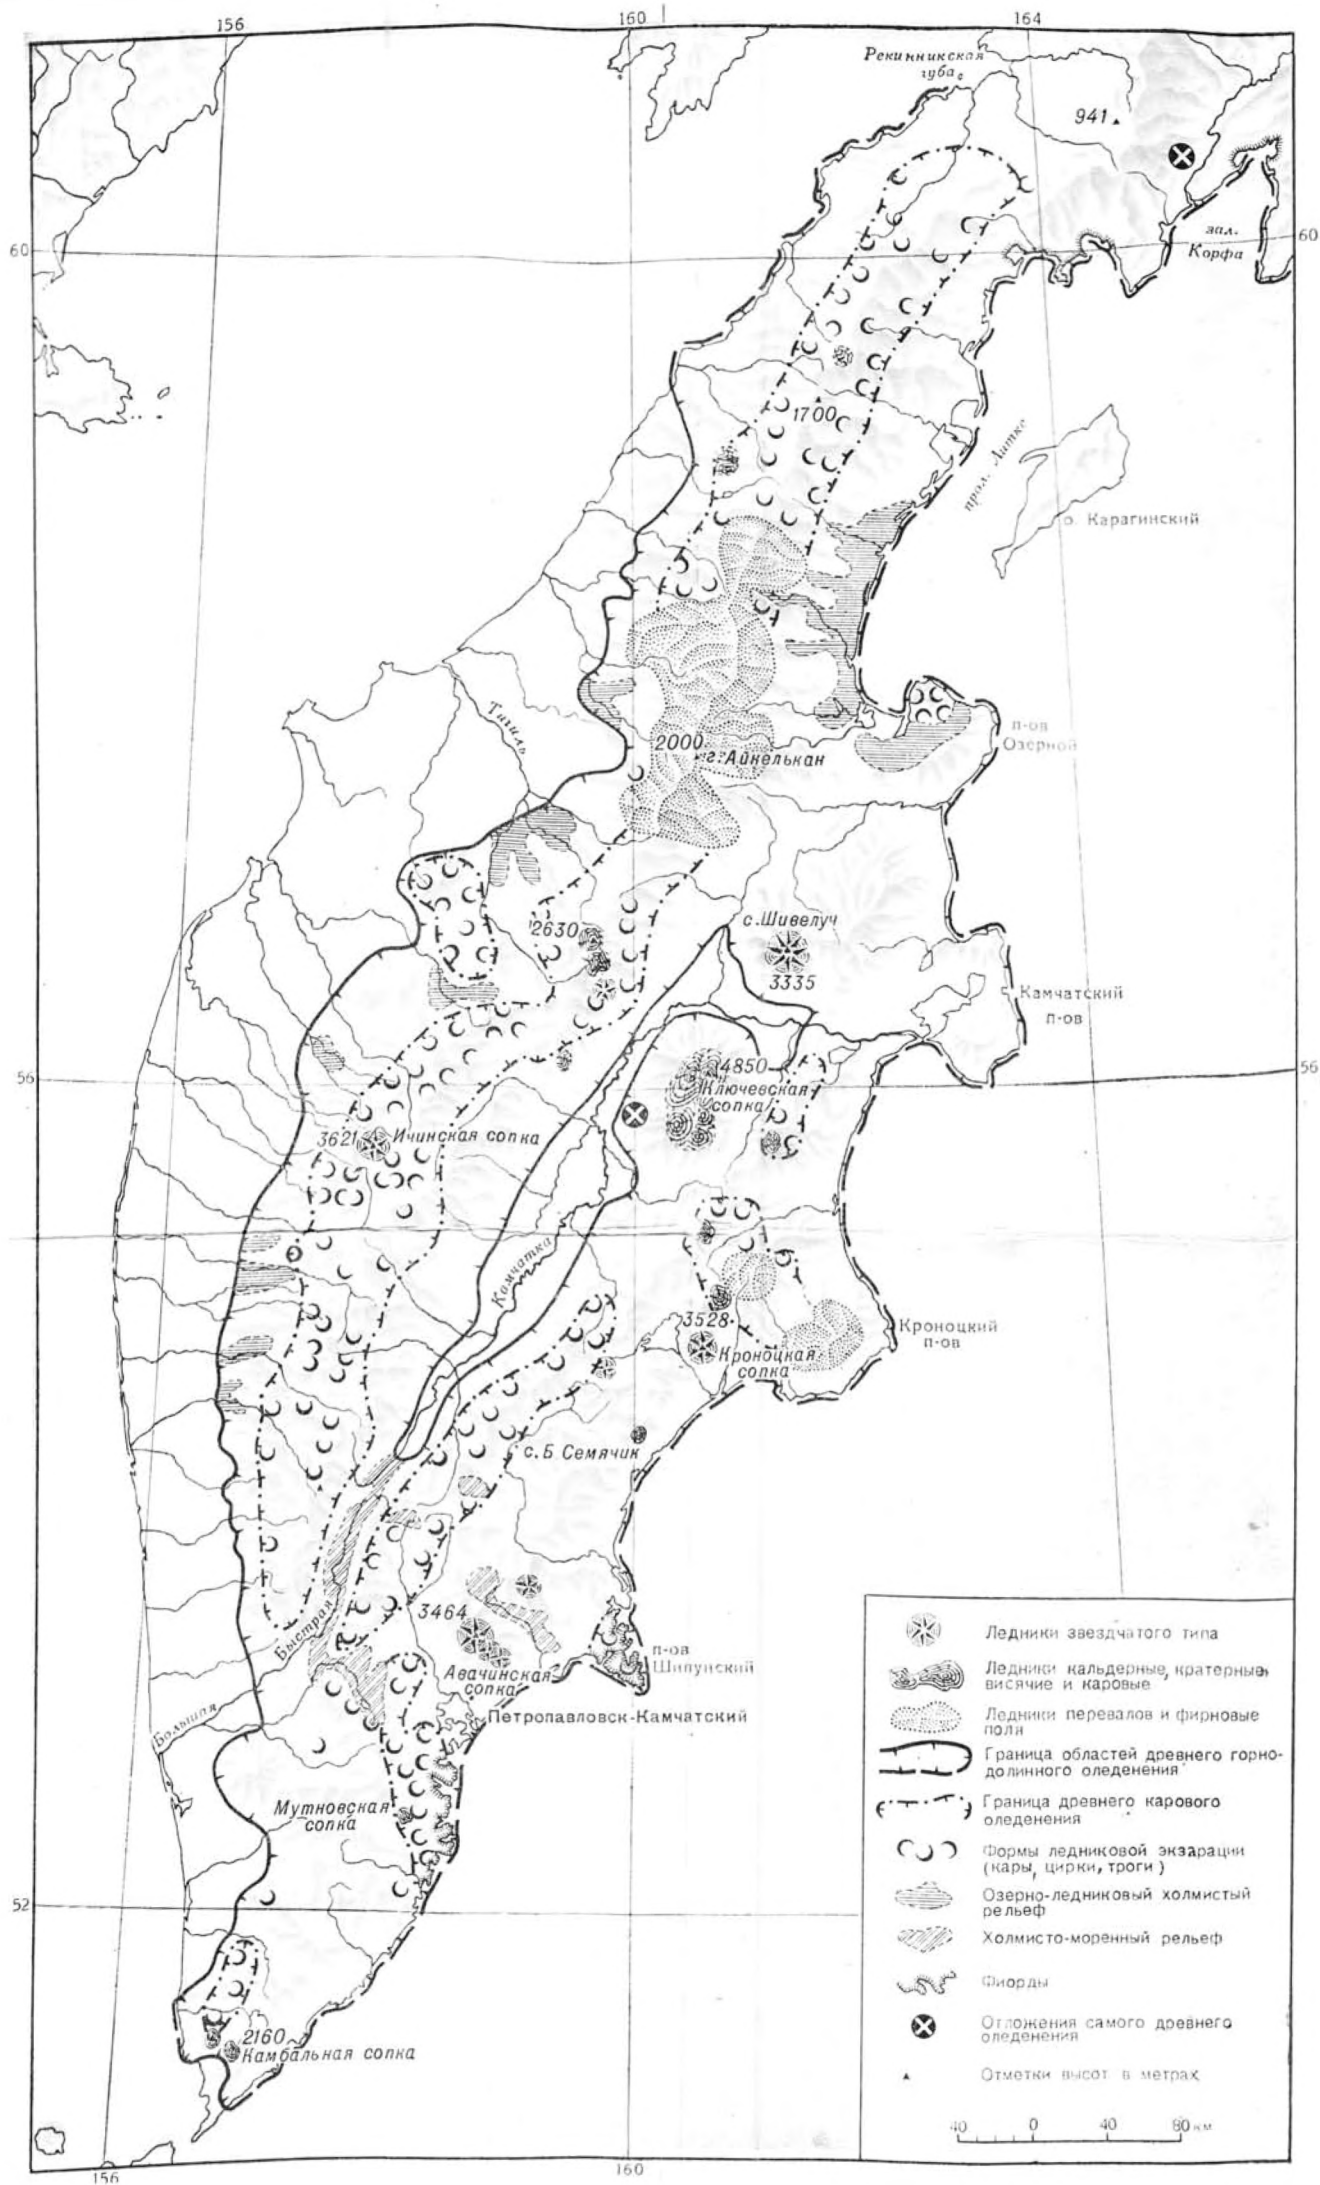 156
160
164
Рекинникская
губа
941
60
60
зал.
Корфа
1700
прол. Литке
о. Карагинский
Тигиль
2000
г. Айнелькан
п-ов
Озерной
2630
с. Шивелуч
3335
Камчатский
п-ов
56
56
4850
Ключевская
сопка
3621
Ичинская сопка
Камчатка
3528
Кроноцкая
сопка
Кроноцкий
п-ов
с. Б Семячик
3464
Быстрая
Авачинская
сопка
п-ов
Шипунский
Большая
Петропавловск-Камчатский
Мутновская
сопка
52
2160
Камбальная сопка
156
160
Ледники звездчатого типа
Ледники кальдерные, кратерные,
висячие и каровые
Ледники перевалов и фирновые
поля
Граница областей древнего горно-
долинного оледенения
Граница древнего карового
оледенения
Формы ледниковой экзарации
(кары, цирки, троги)
Озерно-ледниковый холмистый
рельеф
Холмисто-моренный рельеф
Фиорды
Отложения самого древнего
оледенения
Отметки высот в метрах
40 0 40 80 км